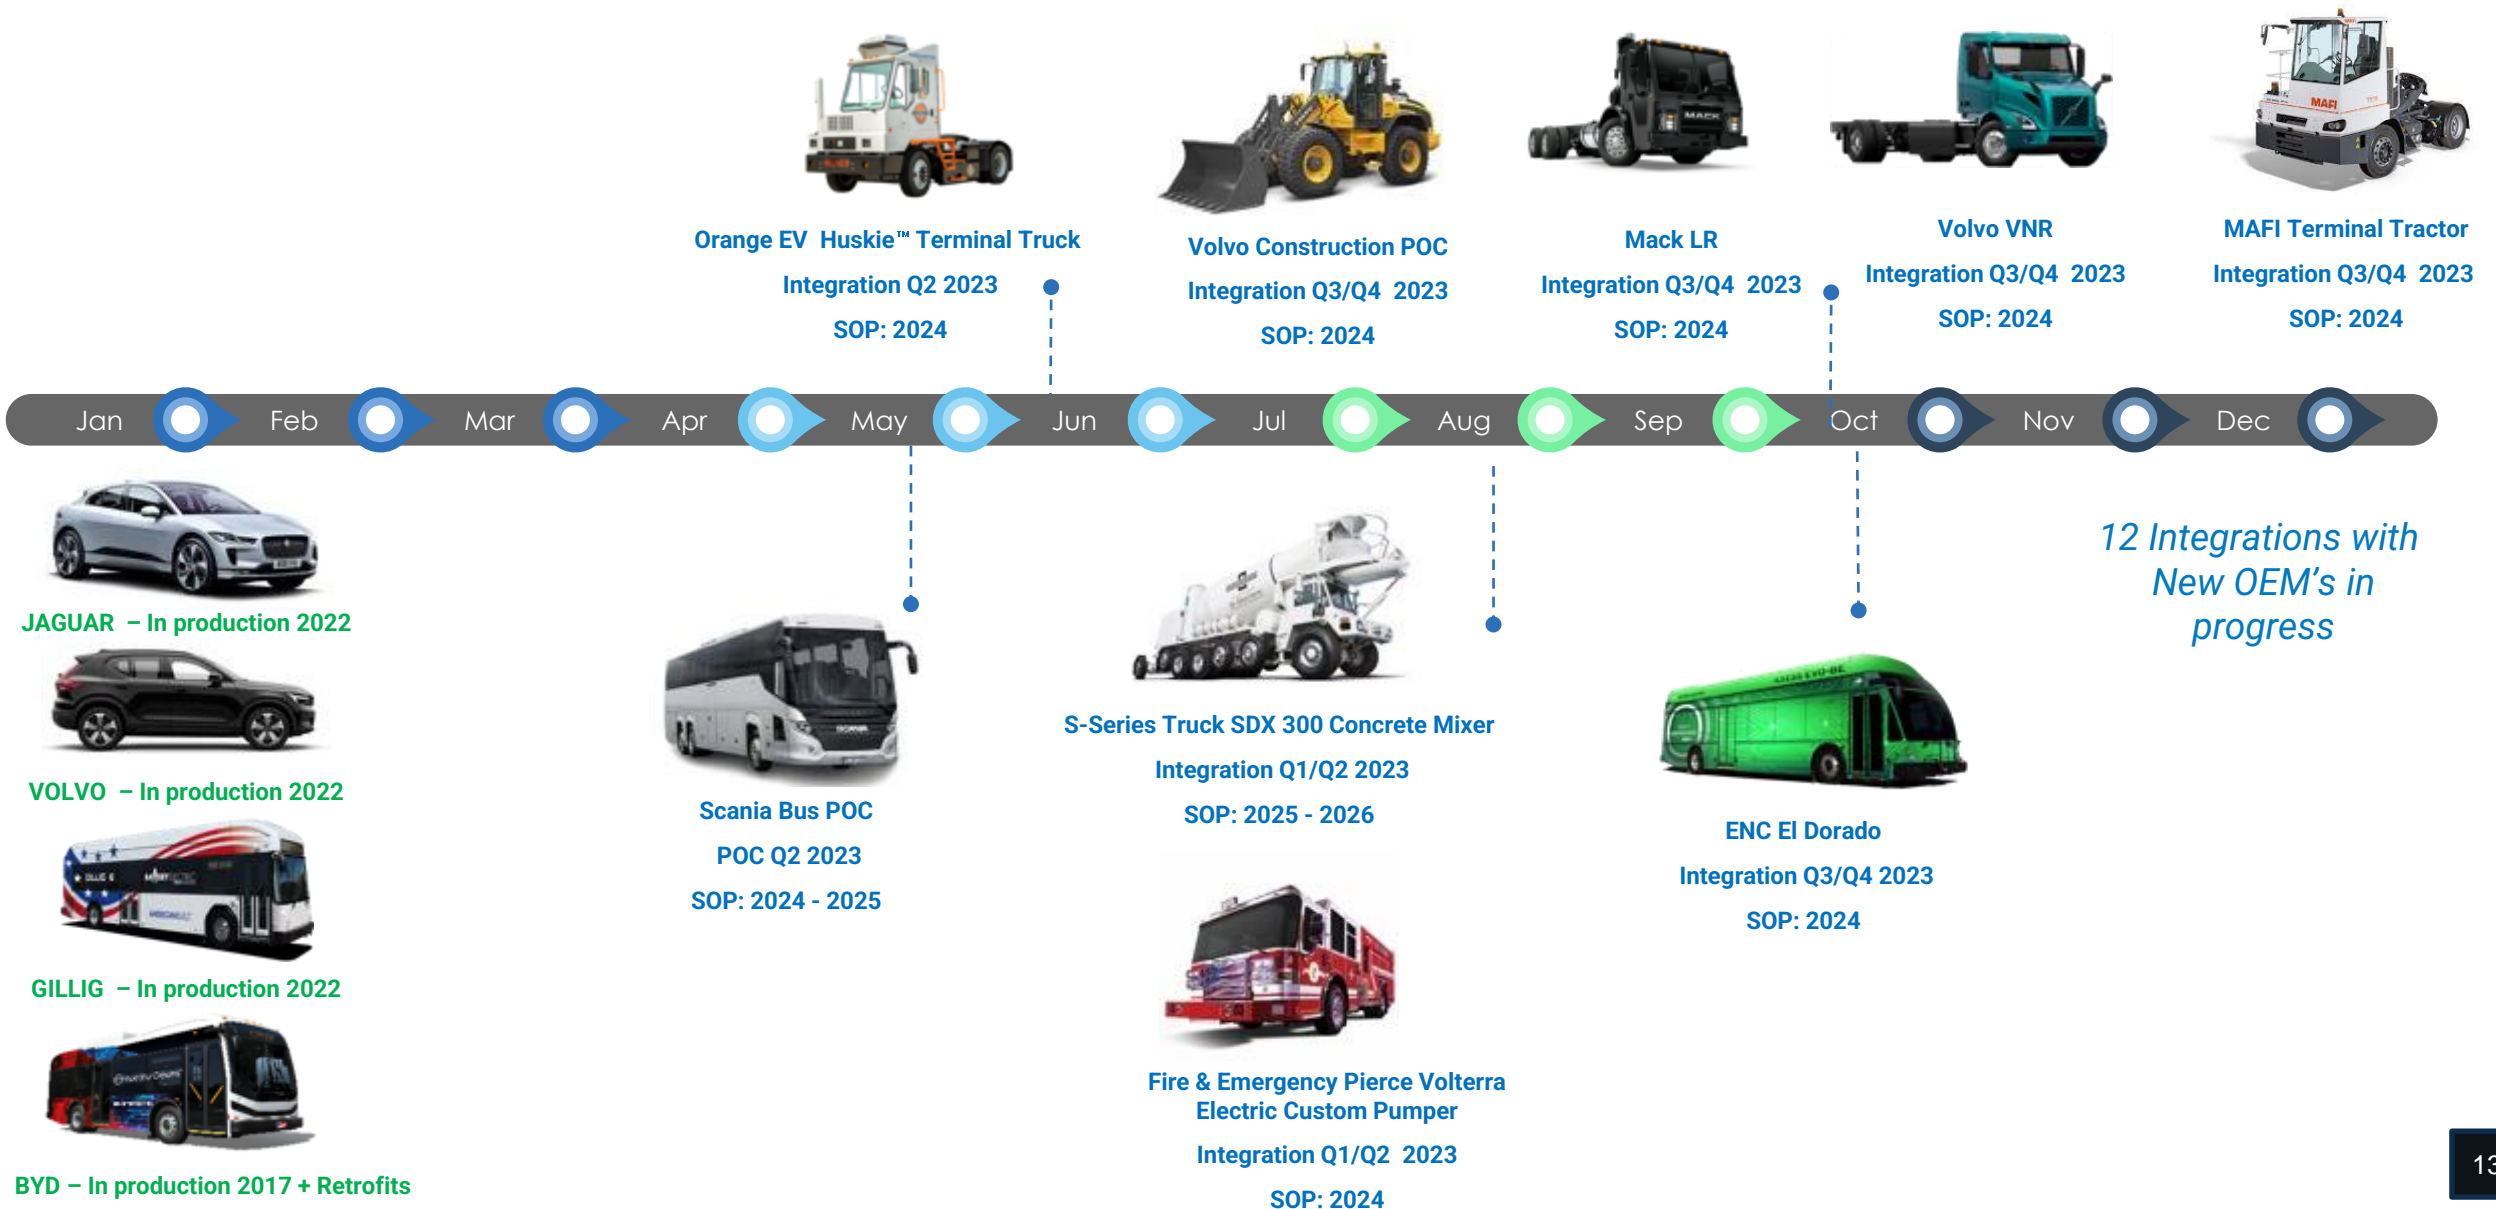 Orange EV  Huskie™ Terminal Truck
Integration Q2 2023
SOP: 2024
Volvo Construction POC
Integration Q3/Q4  2023
SOP: 2024
Mack LR
Integration Q3/Q4  2023
SOP: 2024
Volvo VNR
Integration Q3/Q4  2023
SOP: 2024
MAFI Terminal Tractor
Integration Q3/Q4  2023
SOP: 2024
MACK
MAFI
Jan Feb Mar Apr May Jun Jul Aug Sep Oct Nov Dec
JAGUAR  – In production 2022
VOLVO  – In production 2022
GILLIG  – In production 2022
BYD – In production 2017 + Retrofits
SCANIA
Scania Bus POC
POC Q2 2023
SOP: 2024 - 2025
S-Series Truck SDX 300 Concrete Mixer
Integration Q1/Q2 2023
SOP: 2025 - 2026
Fire & Emergency Pierce Volterra
Electric Custom Pumper
Integration Q1/Q2  2023
SOP: 2024
ENC El Dorado
Integration Q3/Q4 2023
SOP: 2024
12 Integrations with
New OEM’s in
progress
13